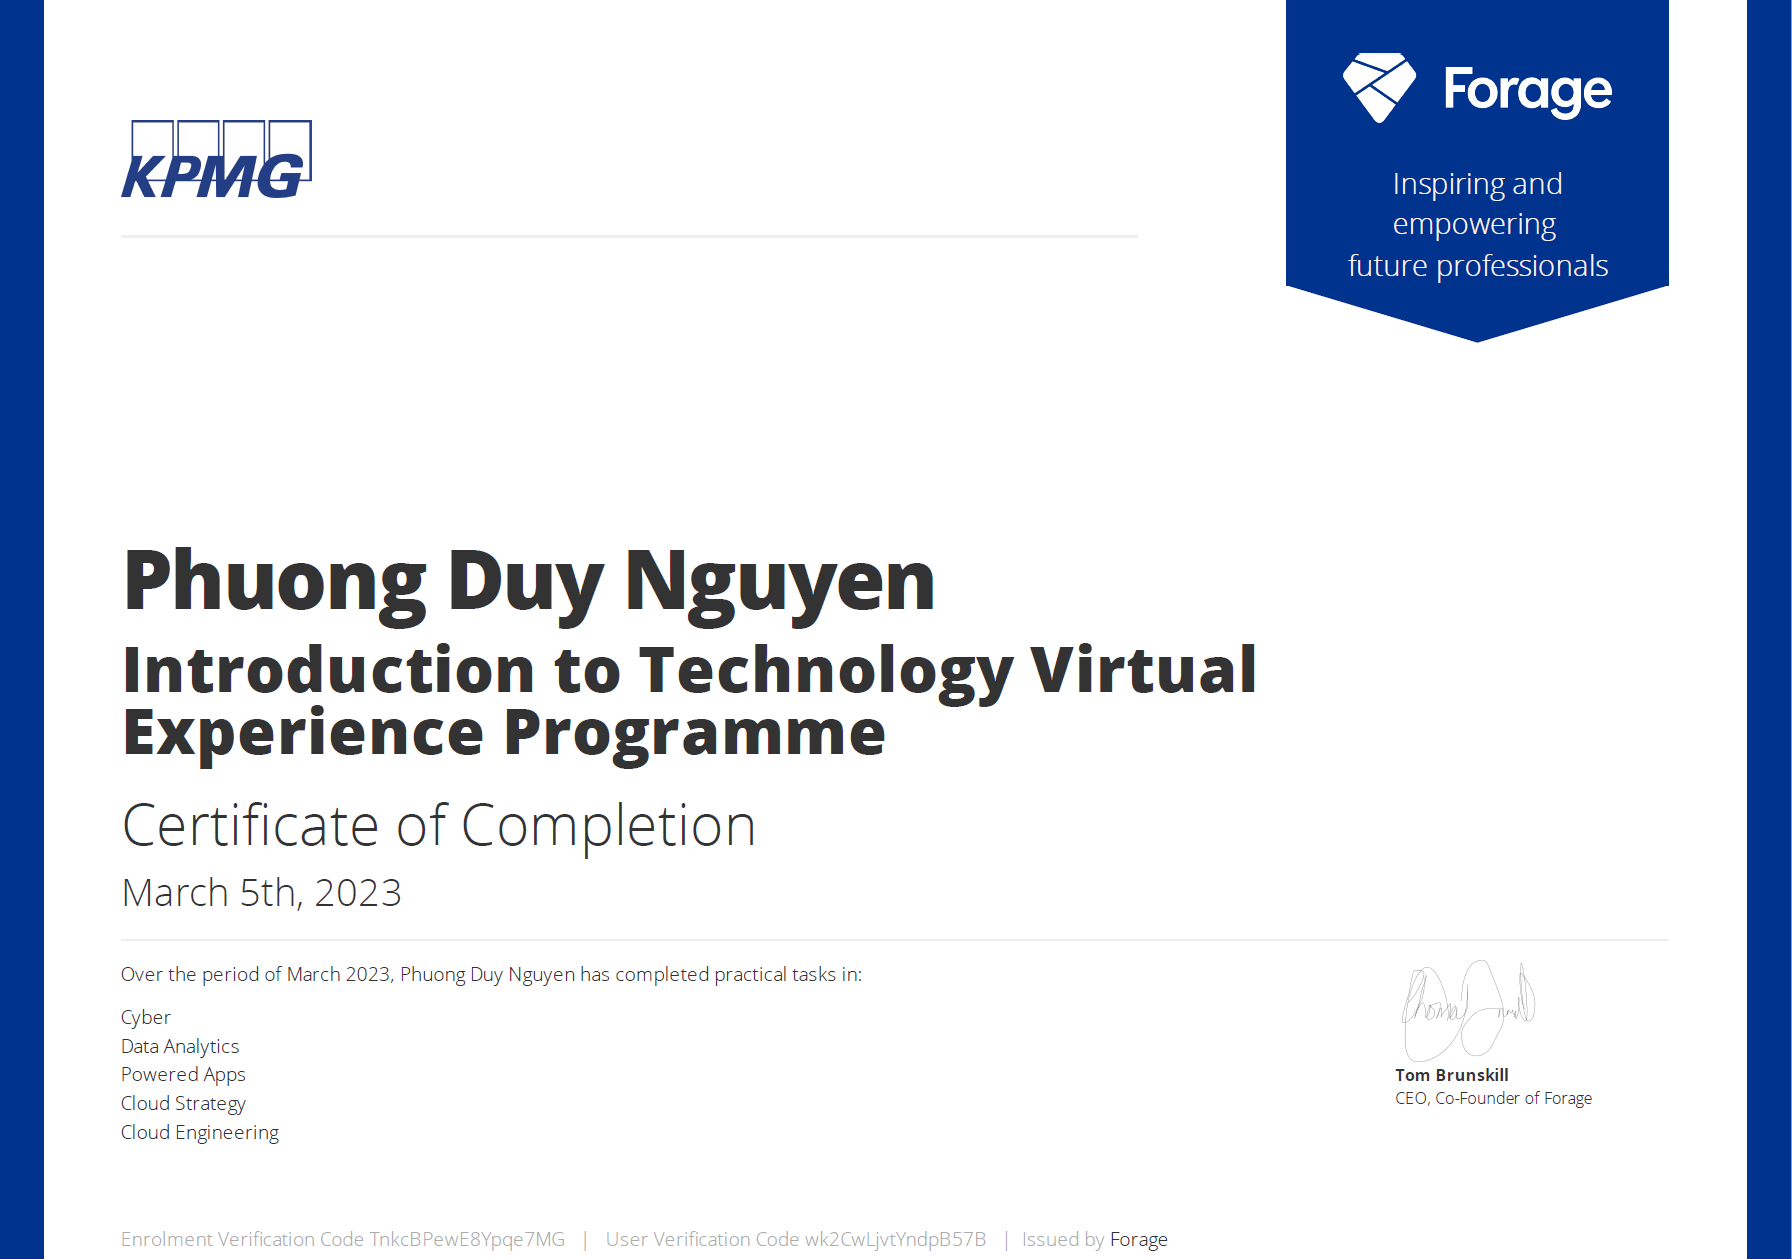 KPMG
Forage
Inspiring and
empowering
future professionals
Phuong Duy Nguyen
Introduction to Technology Virtual
Experience Programme
Certificate of Completion
March 5th, 2023
Over the period of March 2023, Phuong Duy Nguyen has completed practical tasks in:
Cyber
Data Analytics
Powered Apps
Cloud Strategy
Cloud Engineering
Tom Brunskill
CEO, Co-Founder of Forage
Enrolment Verification Code TnkcBPewE8Ypqe7MG | User Verification Code wk2CwLjvtYndpB57B | Issued by Forage